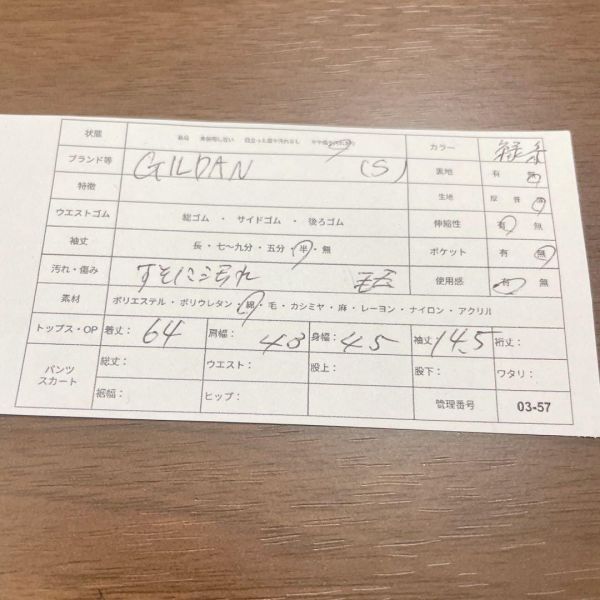 状態 新品 未使用に近い 目立った傷や汚れなし やや傷や汚れあり カラー 緑系
ブランド等 GILDAN (S) 裏地 有 無
特徴 生地 厚 普 薄
ウエストゴム 総ゴム ・ サイドゴム ・ 後ろゴム 伸縮性 有 無
袖丈 長・七〜九分・五分・半・無 ポケット 有 無
汚れ・傷み すそに汚れ 使用感 有 無
素材 ポリエステル・ポリウレタン・綿・毛・カシミヤ・麻・レーヨン・ナイロン・アクリル
トップス・OP 着丈：64 肩幅：43 身幅：45 袖丈：14.5 裄丈：
パンツ スカート 総丈： ウエスト： 股上： 股下： ワタリ：
裾幅： ヒップ： 管理番号 03-57